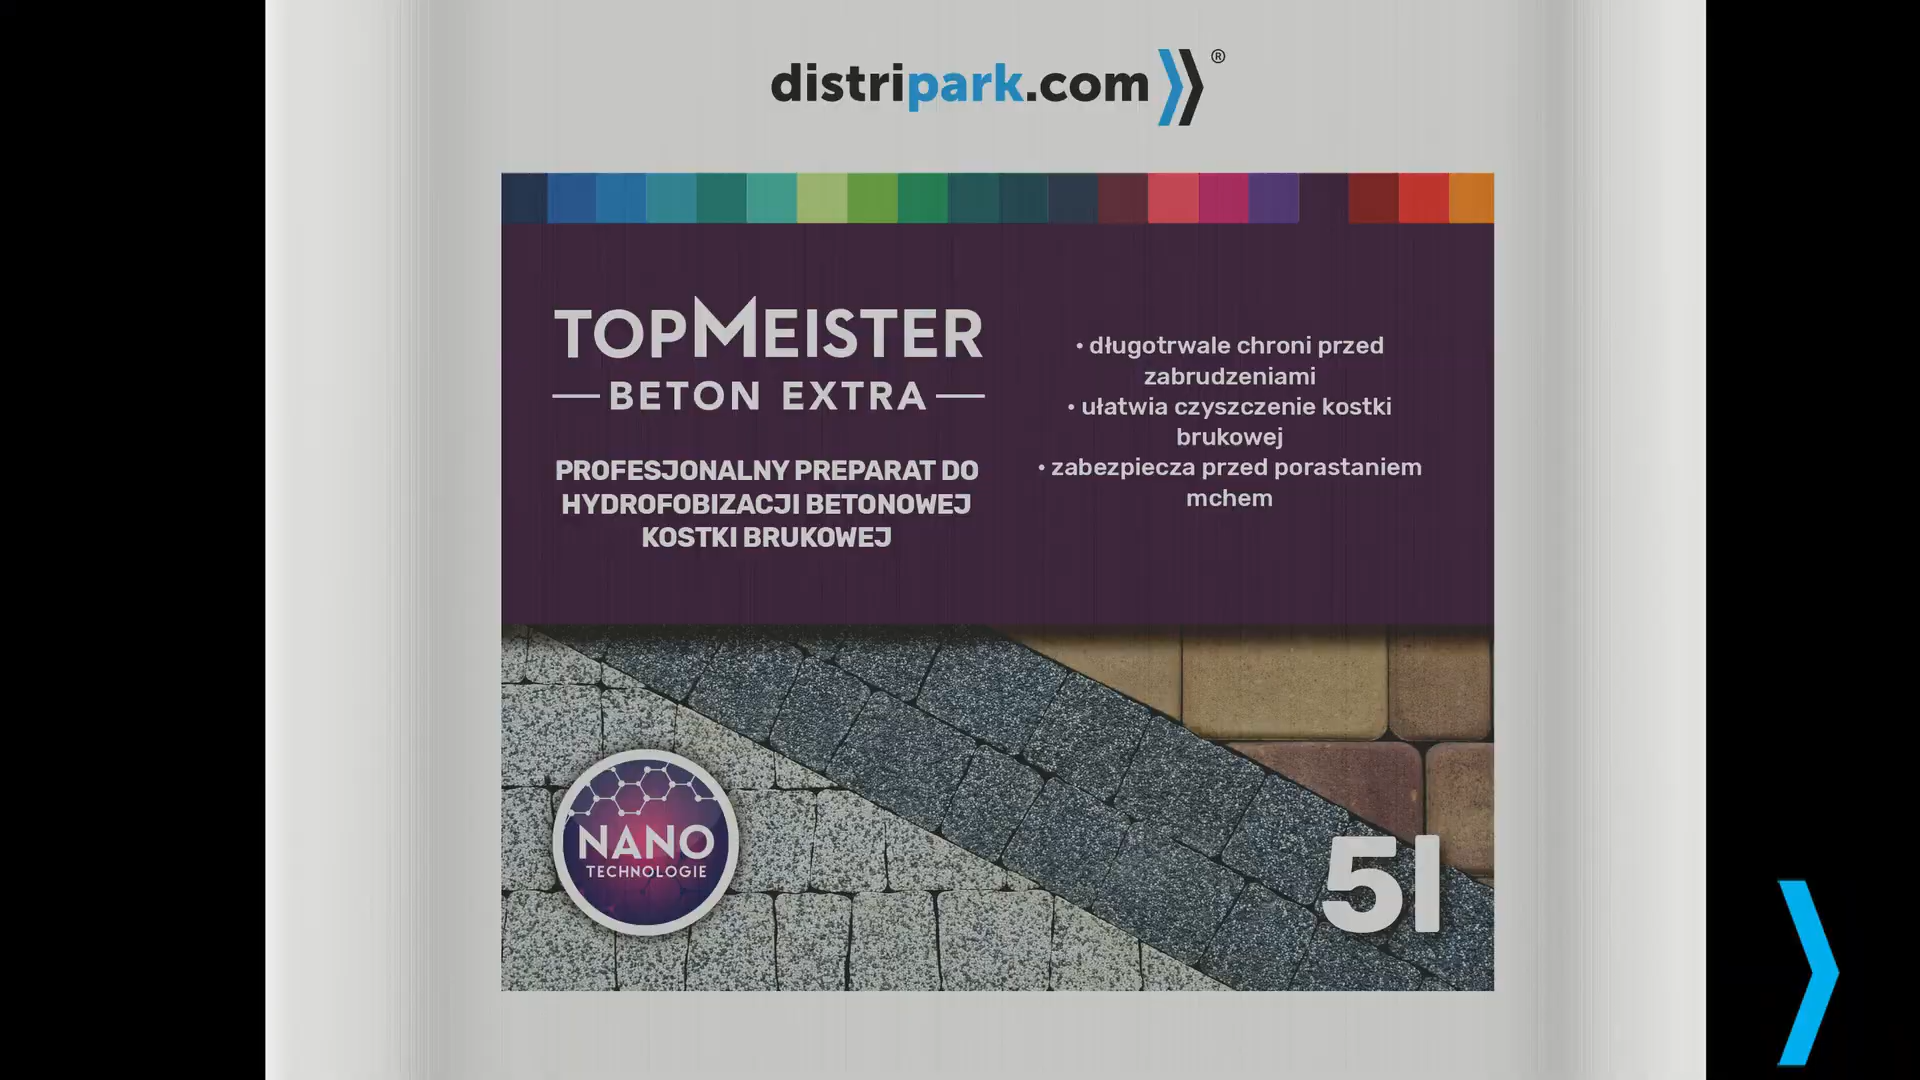 distripark.com ®
TOPMEISTER
BETON EXTRA
PROFESJONALNY PREPARAT DO
HYDROFOBIZACJI BETONOWEJ
KOSTKI BRUKOWEJ
• długotrwale chroni przed
zabrudzeniami
• ułatwia czyszczenie kostki
brukowej
• zabezpiecza przed porastaniem
mchem
NANO
TECHNOLOGIE
5l